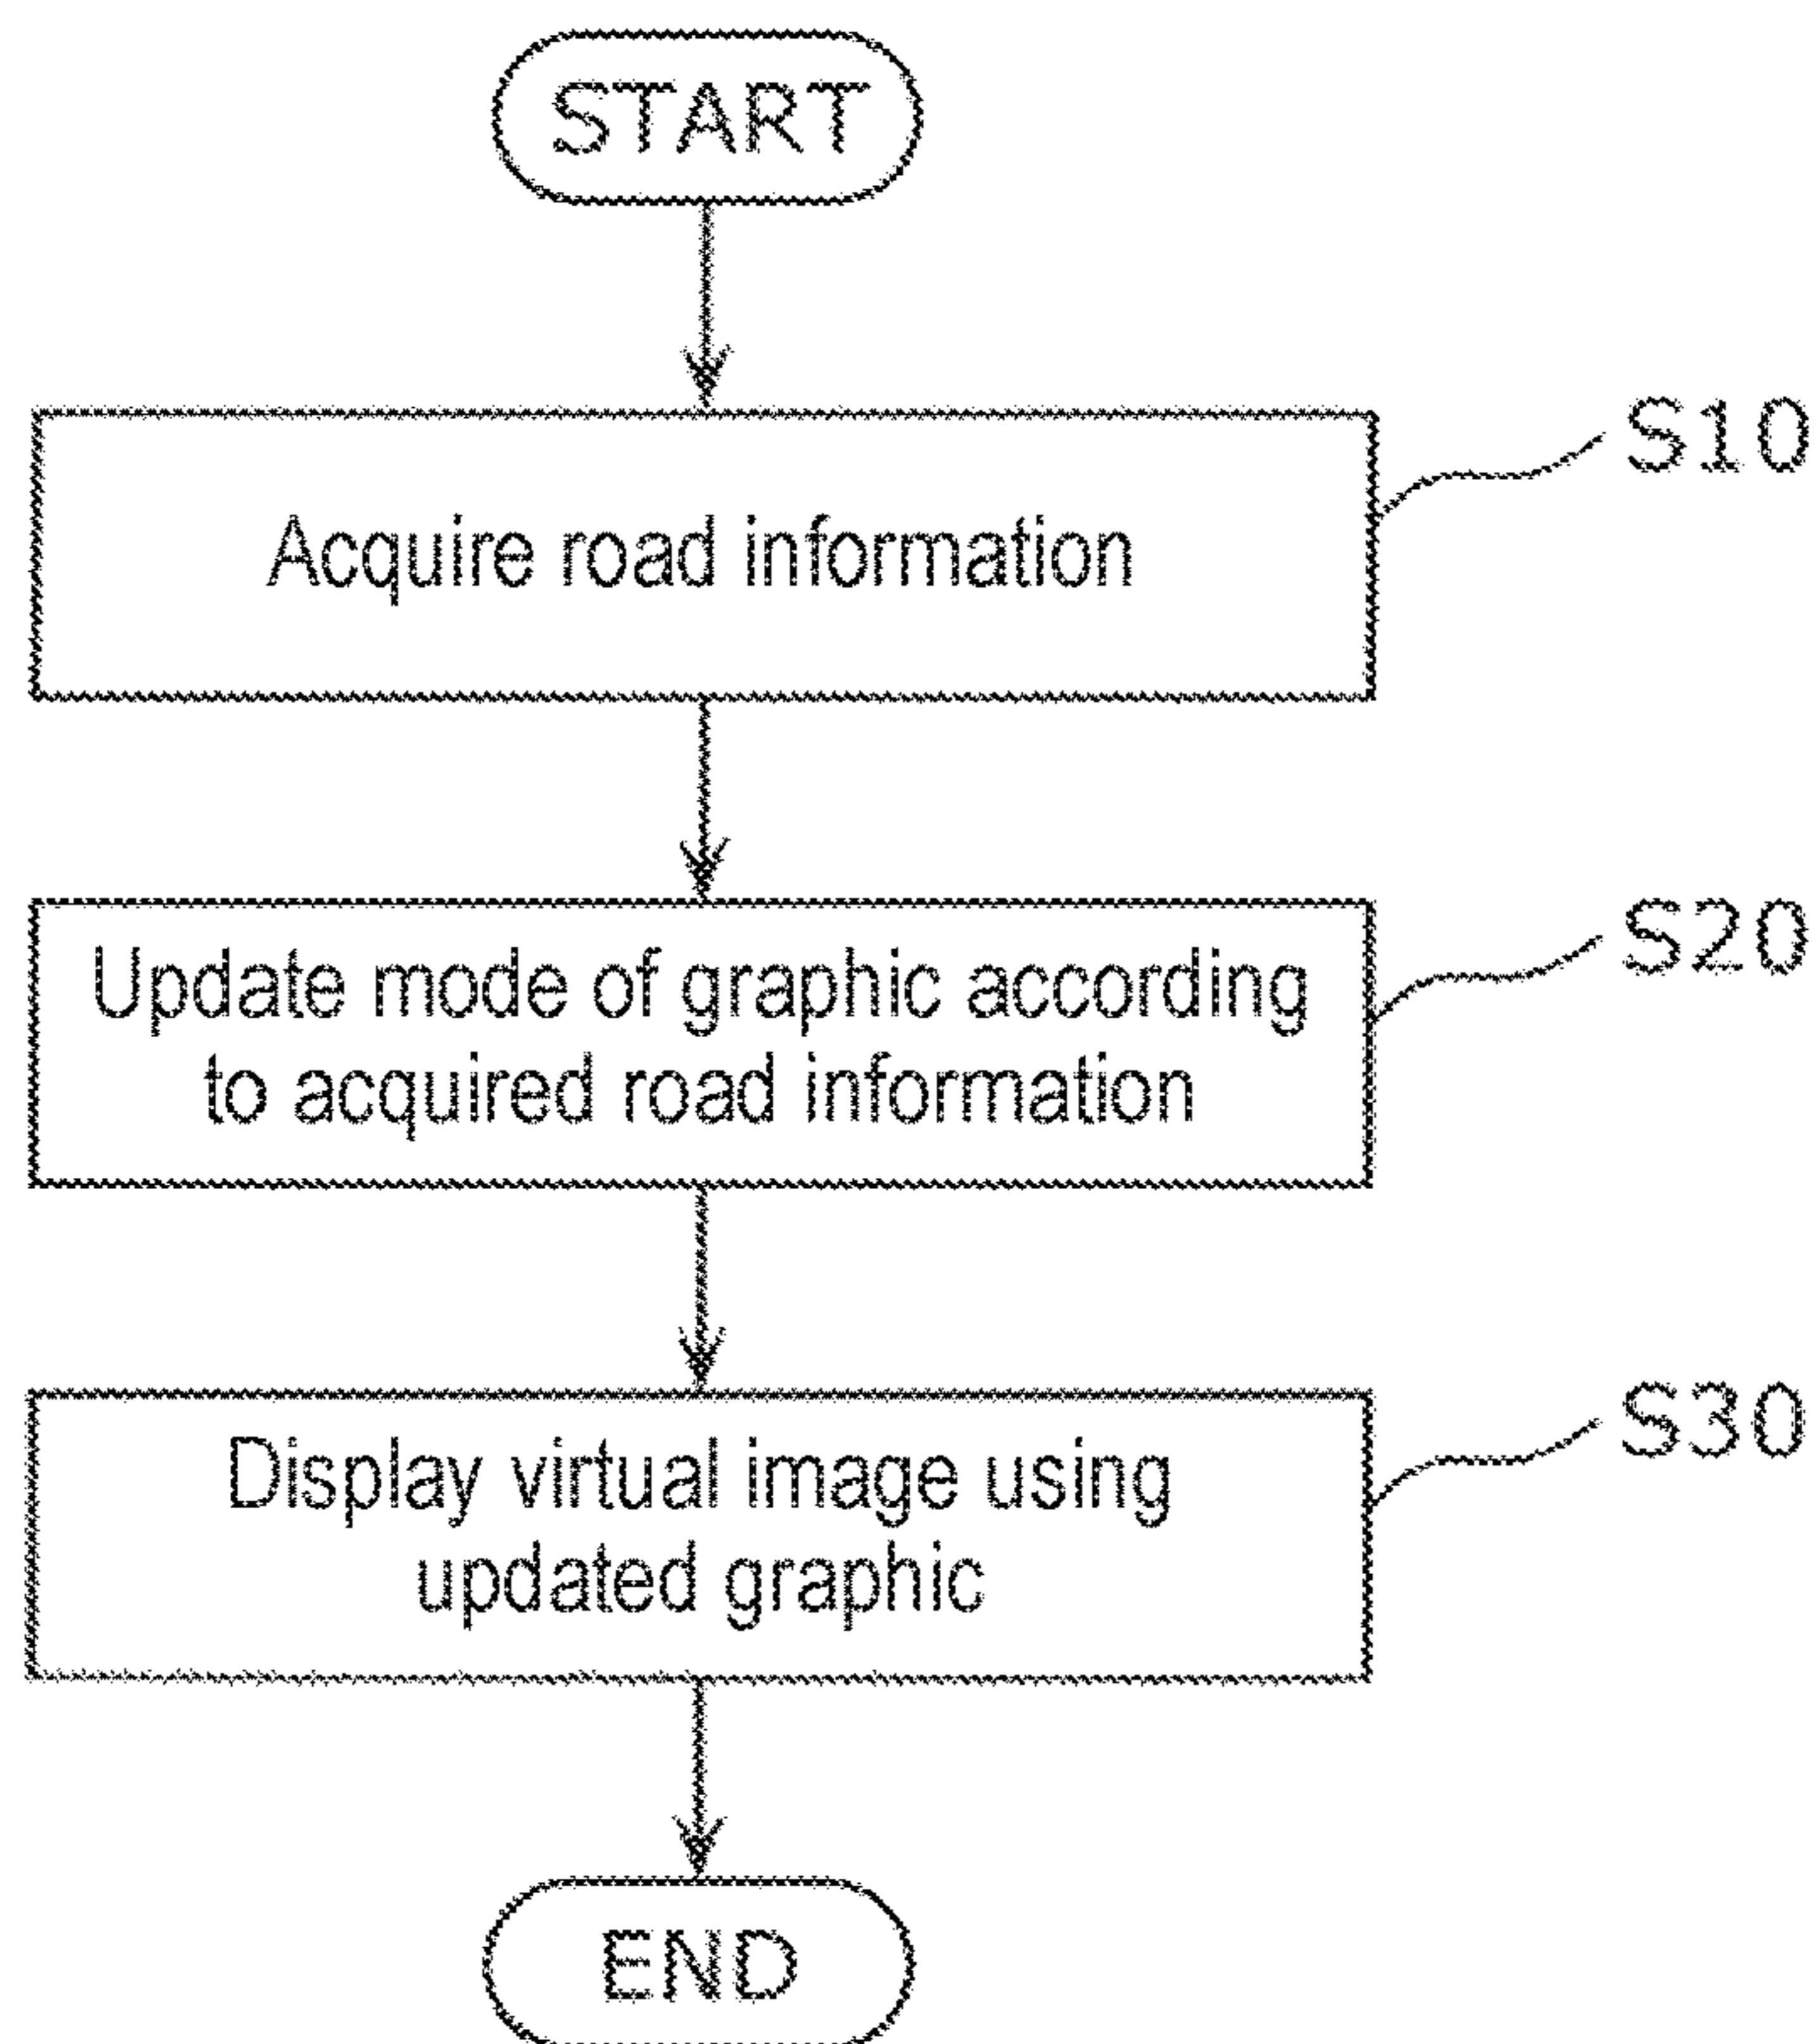 START
S10
Acquire road information
S20
Update mode of graphic according
to acquired road information
S30
Display virtual image using
updated graphic
END